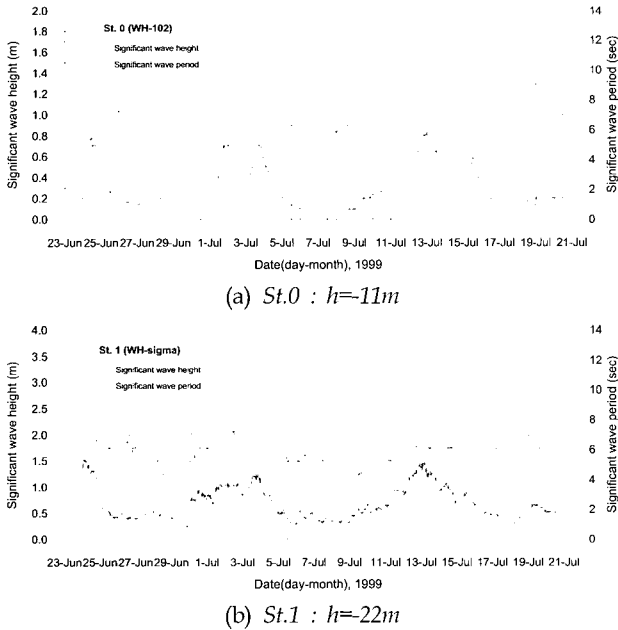 2.0
1.8
1.6
1.4
1.2
1.0
0.8
0.6
0.4
0.2
0.0
Significant wave height (m)
St. 0 (WH-102)
Significant wave height
Significant wave period
14
12
10
8
6
4
2
0
Significant wave period (sec)
23-Jun 25-Jun 27-Jun 29-Jun 1-Jul 3-Jul 5-Jul 7-Jul 9-Jul 11-Jul 13-Jul 15-Jul 17-Jul 19-Jul 21-Jul
Date(day-month), 1999
(a) St.0 : h=-11m
4.0
3.5
3.0
2.5
2.0
1.5
1.0
0.5
0.0
Significant wave height (m)
St. 1 (WH-sigma)
Significant wave height
Significant wave period
14
12
10
8
6
4
2
0
Significant wave period (sec)
23-Jun 25-Jun 27-Jun 29-Jun 1-Jul 3-Jul 5-Jul 7-Jul 9-Jul 11-Jul 13-Jul 15-Jul 17-Jul 19-Jul 21-Jul
Date(day-month), 1999
(b) St.1 : h=-22m